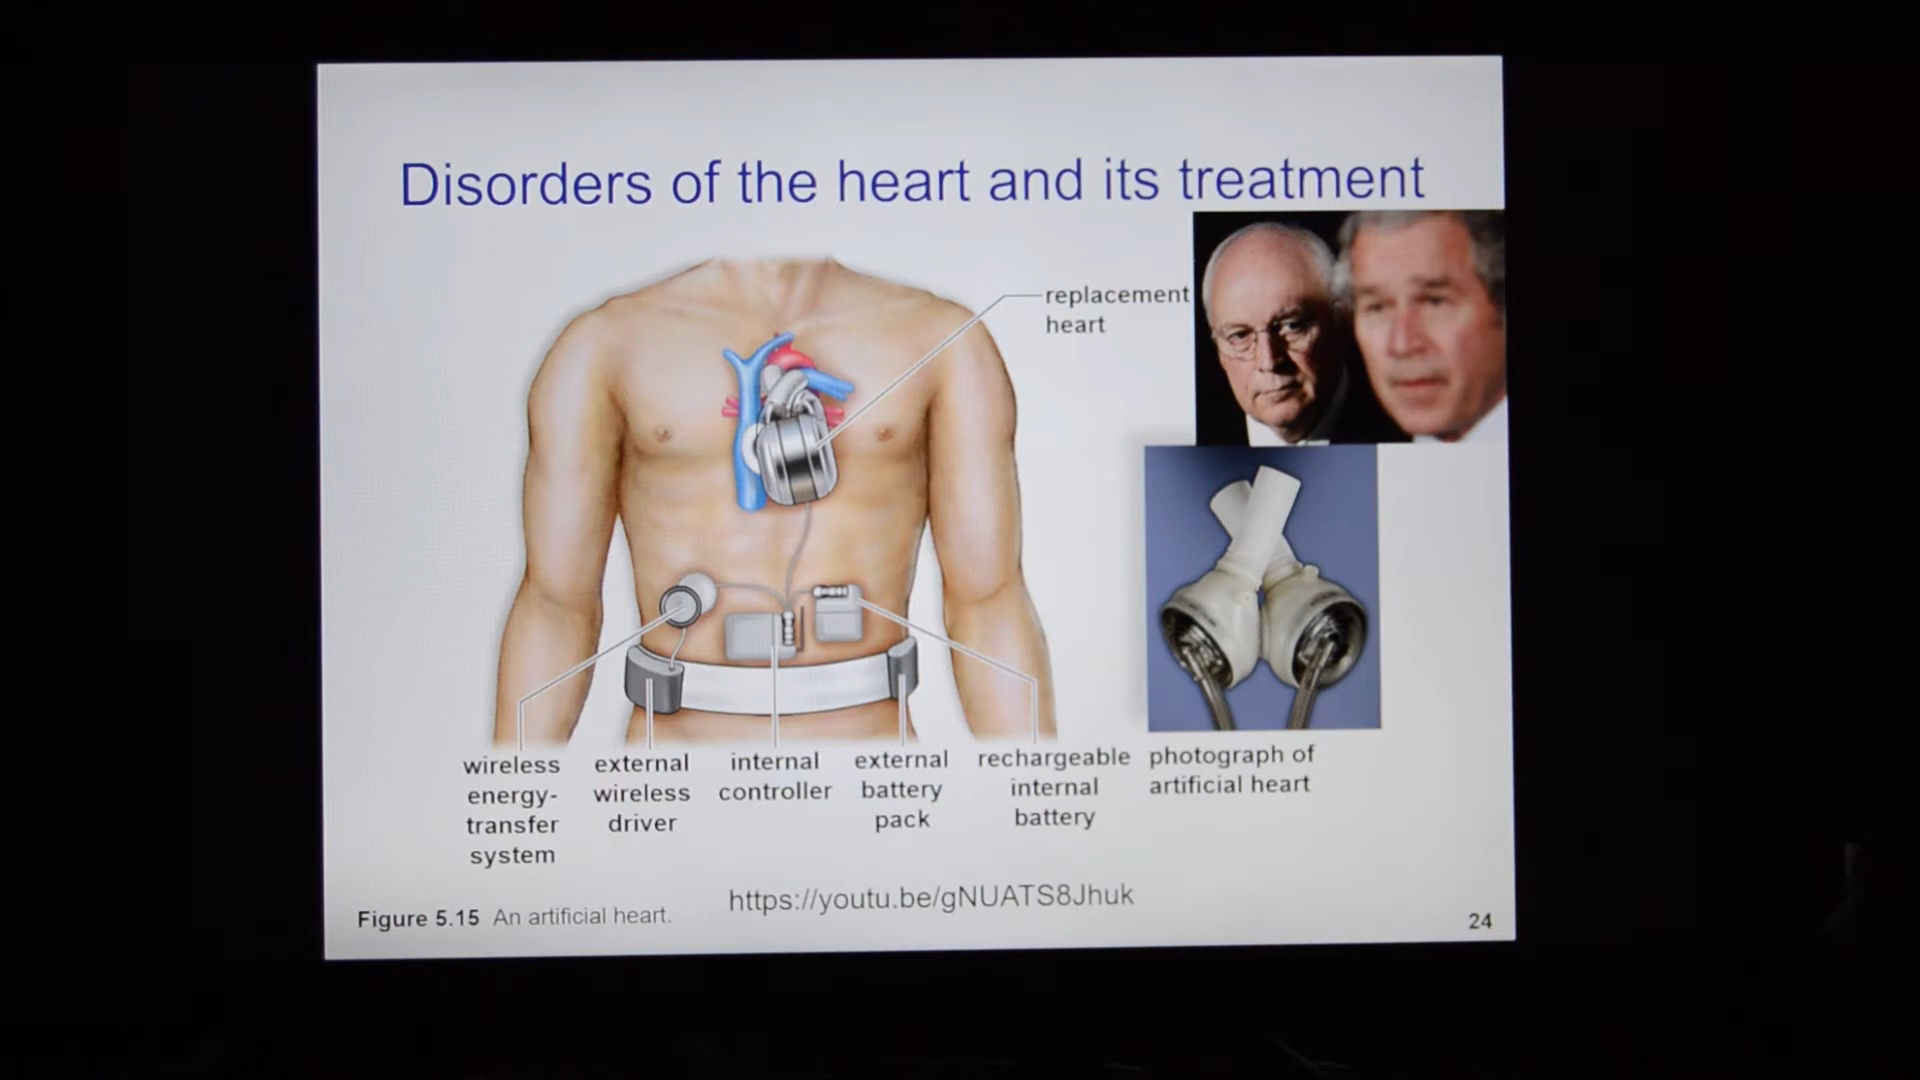 Disorders of the heart and its treatment
replacement
heart
wireless
energy-
transfer
system
external
wireless
driver
internal
controller
external
battery
pack
rechargeable
internal
battery
photograph of
artificial heart
https://youtu.be/gNUATS8Jhuk
Figure 5.15 An artificial heart.
24